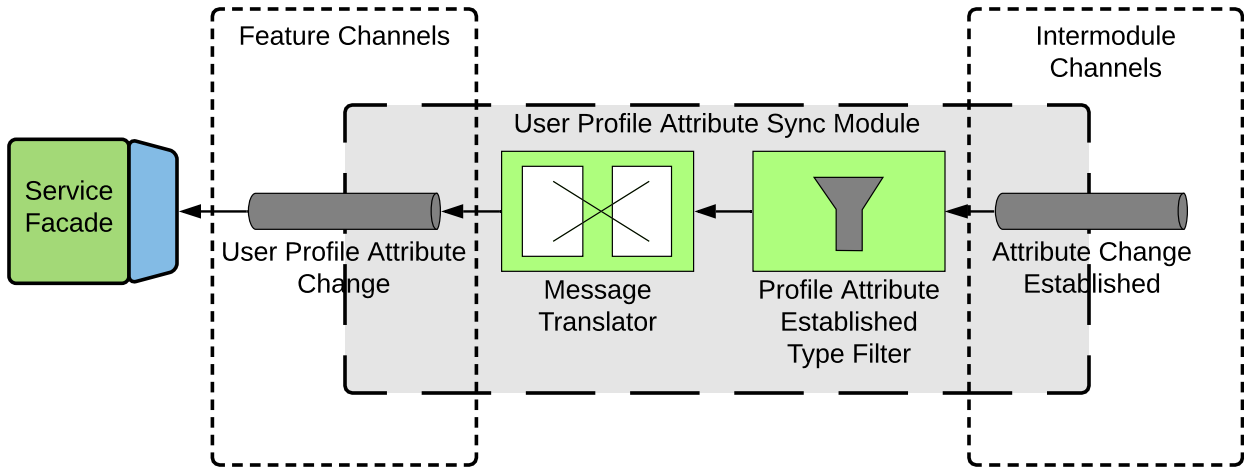 Feature Channels
Intermodule
Channels
User Profile Attribute Sync Module
Service
Facade
User Profile Attribute
Change
Message
Translator
Profile Attribute
Established
Type Filter
Attribute Change
Established